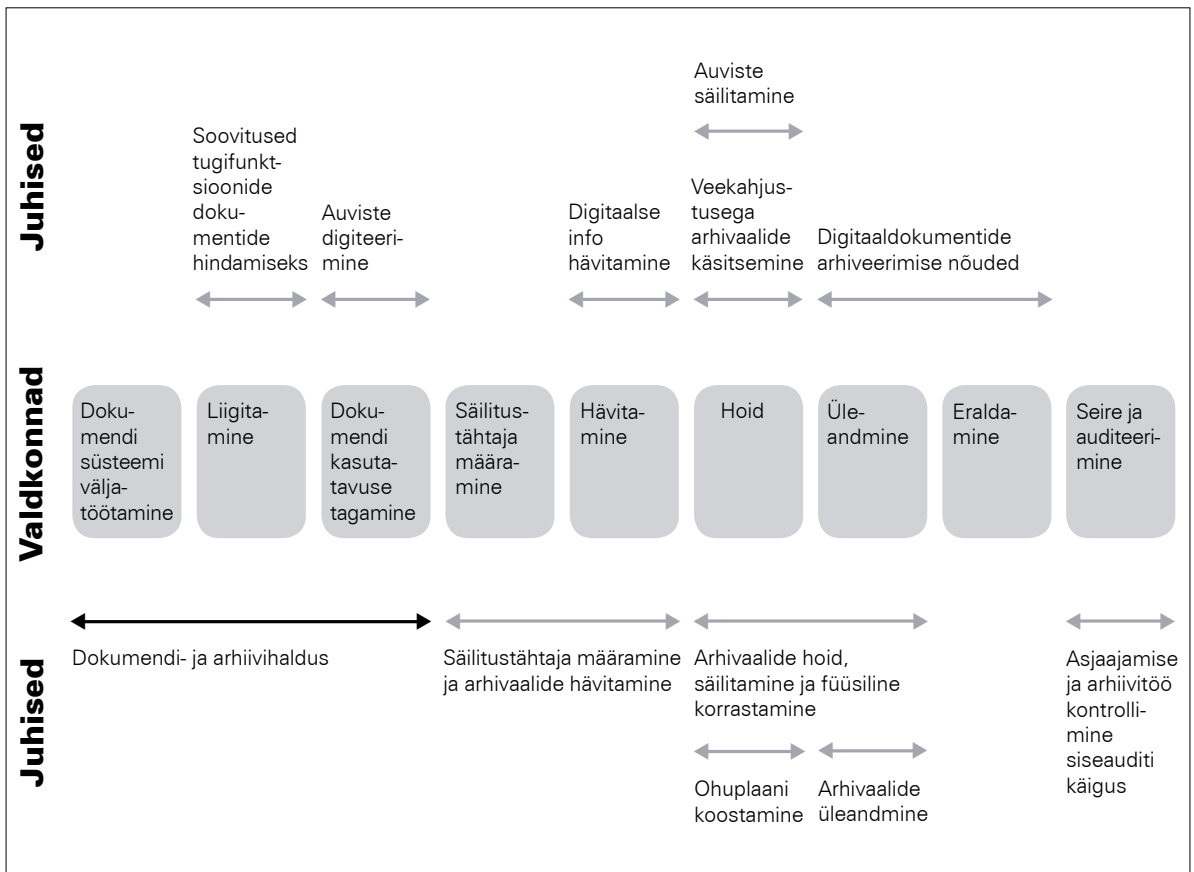 Juhised
Auviste
säilitamine
Soovitused
tugifunkt-
sioonide
doku-
mentide
hindamiseks
Auviste
digiteeri-
mine
Digitaalse
info
hävitamine
Veekahjus-
tusega
arhivaalide
käsitsemine
Digitaaldokumentide
arhiveerimise nõuded
Valdkonnad
Doku-
mendi
süsteemi
välja-
töötamine
Liigita-
mine
Doku-
mendi
kasuta-
tavuse
tagamine
Säilitus-
tähtaja
määra-
mine
Hävita-
mine
Hoid
Üle-
andmine
Eralda-
mine
Seire ja
auditeeri-
mine
Juhised
Dokumendi- ja arhiivihaldus
Säilitustähtaja määramine
ja arhivaalide hävitamine
Arhivaalide hoid,
säilitamine ja füüsiline
korrastamine
Ohuplaani
koostamine
Arhivaalide
üleandmine
Asjaajamise
ja arhiivitöö
kontrolli-
mine
siseauditi
käigus